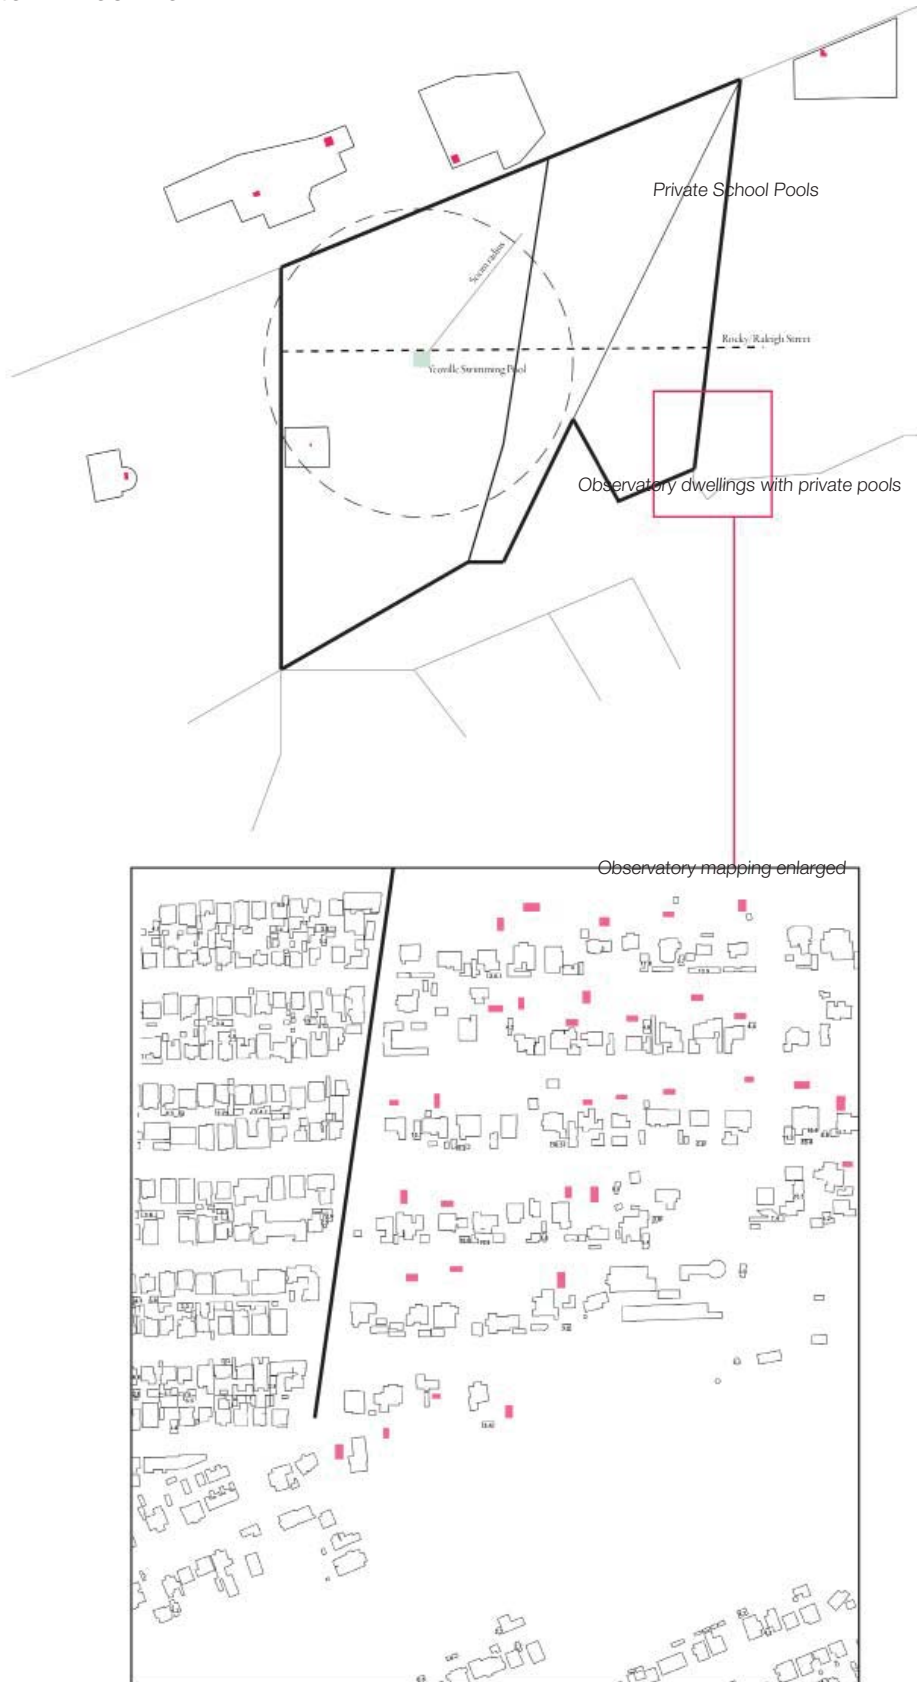 Private School Pools
500m radius
Rocky/Raleigh Street
Yeoville Swimming Pool
Observatory dwellings with private pools
Observatory mapping enlarged